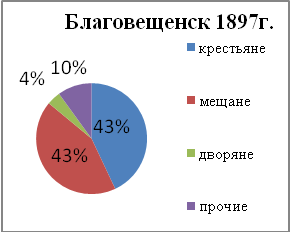 Благовещенск 1897г.
4%
10%
43%
43%
крестьяне
мещане
дворяне
прочие